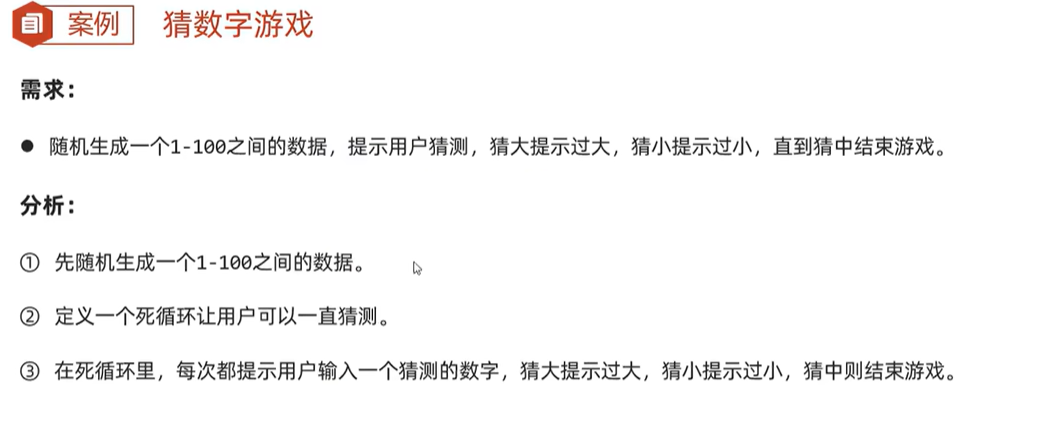 案例 猜数字游戏
需求：
● 随机生成一个1-100之间的数据，提示用户猜测，猜大提示过大，猜小提示过小，直到猜中结束游戏。
分析：
① 先随机生成一个1-100之间的数据。
② 定义一个死循环让用户可以一直猜测。
③ 在死循环里，每次都提示用户输入一个猜测的数字，猜大提示过大，猜小提示过小，猜中则结束游戏。